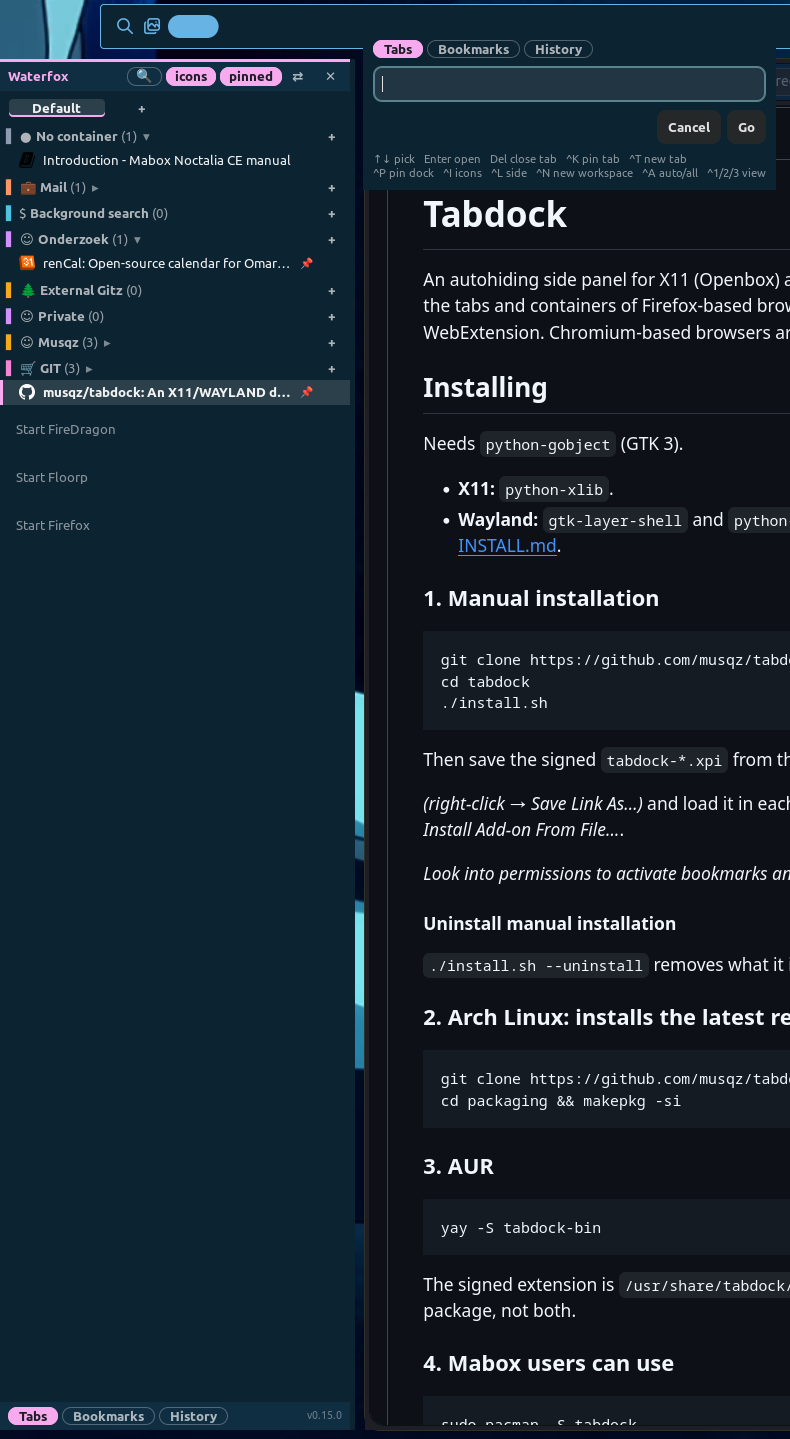 Tabs Bookmarks History
Waterfox icons pinned
Cancel Go
Default +
No container (1)
Introduction - Mabox Noctalia CE manual
↑↓ pick Enter open Del close tab ^K pin tab ^T new tab
^P pin dock ^I icons ^L side ^N new workspace ^A auto/all ^1/2/3 view
Mail (1)
$ Background search (0)
Onderzoek (1)
renCal: Open-source calendar for Omar...
External Gitz (0)
Private (0)
Musqz (3)
GIT (3)
musqz/tabdock: An X11/WAYLAND d...
Start FireDragon
Start Floorp
Start Firefox
Tabs Bookmarks History v0.15.0
Tabdock
An autohiding side panel for X11 (Openbox) a
the tabs and containers of Firefox-based brow
WebExtension. Chromium-based browsers ar
Installing
Needs python-gobject (GTK 3).
• X11: python-xlib.
• Wayland: gtk-layer-shell and python-
INSTALL.md.
1. Manual installation
git clone https://github.com/musqz/tabdo
cd tabdock
./install.sh
Then save the signed tabdock-*.xpi from th
(right-click → Save Link As…) and load it in each
Install Add-on From File….
Look into permissions to activate bookmarks an
Uninstall manual installation
./install.sh --uninstall removes what it i
2. Arch Linux: installs the latest re
git clone https://github.com/musqz/tabdo
cd packaging && makepkg -si
3. AUR
yay -S tabdock-bin
The signed extension is /usr/share/tabdock/
package, not both.
4. Mabox users can use
sudo pacman -S tabdock